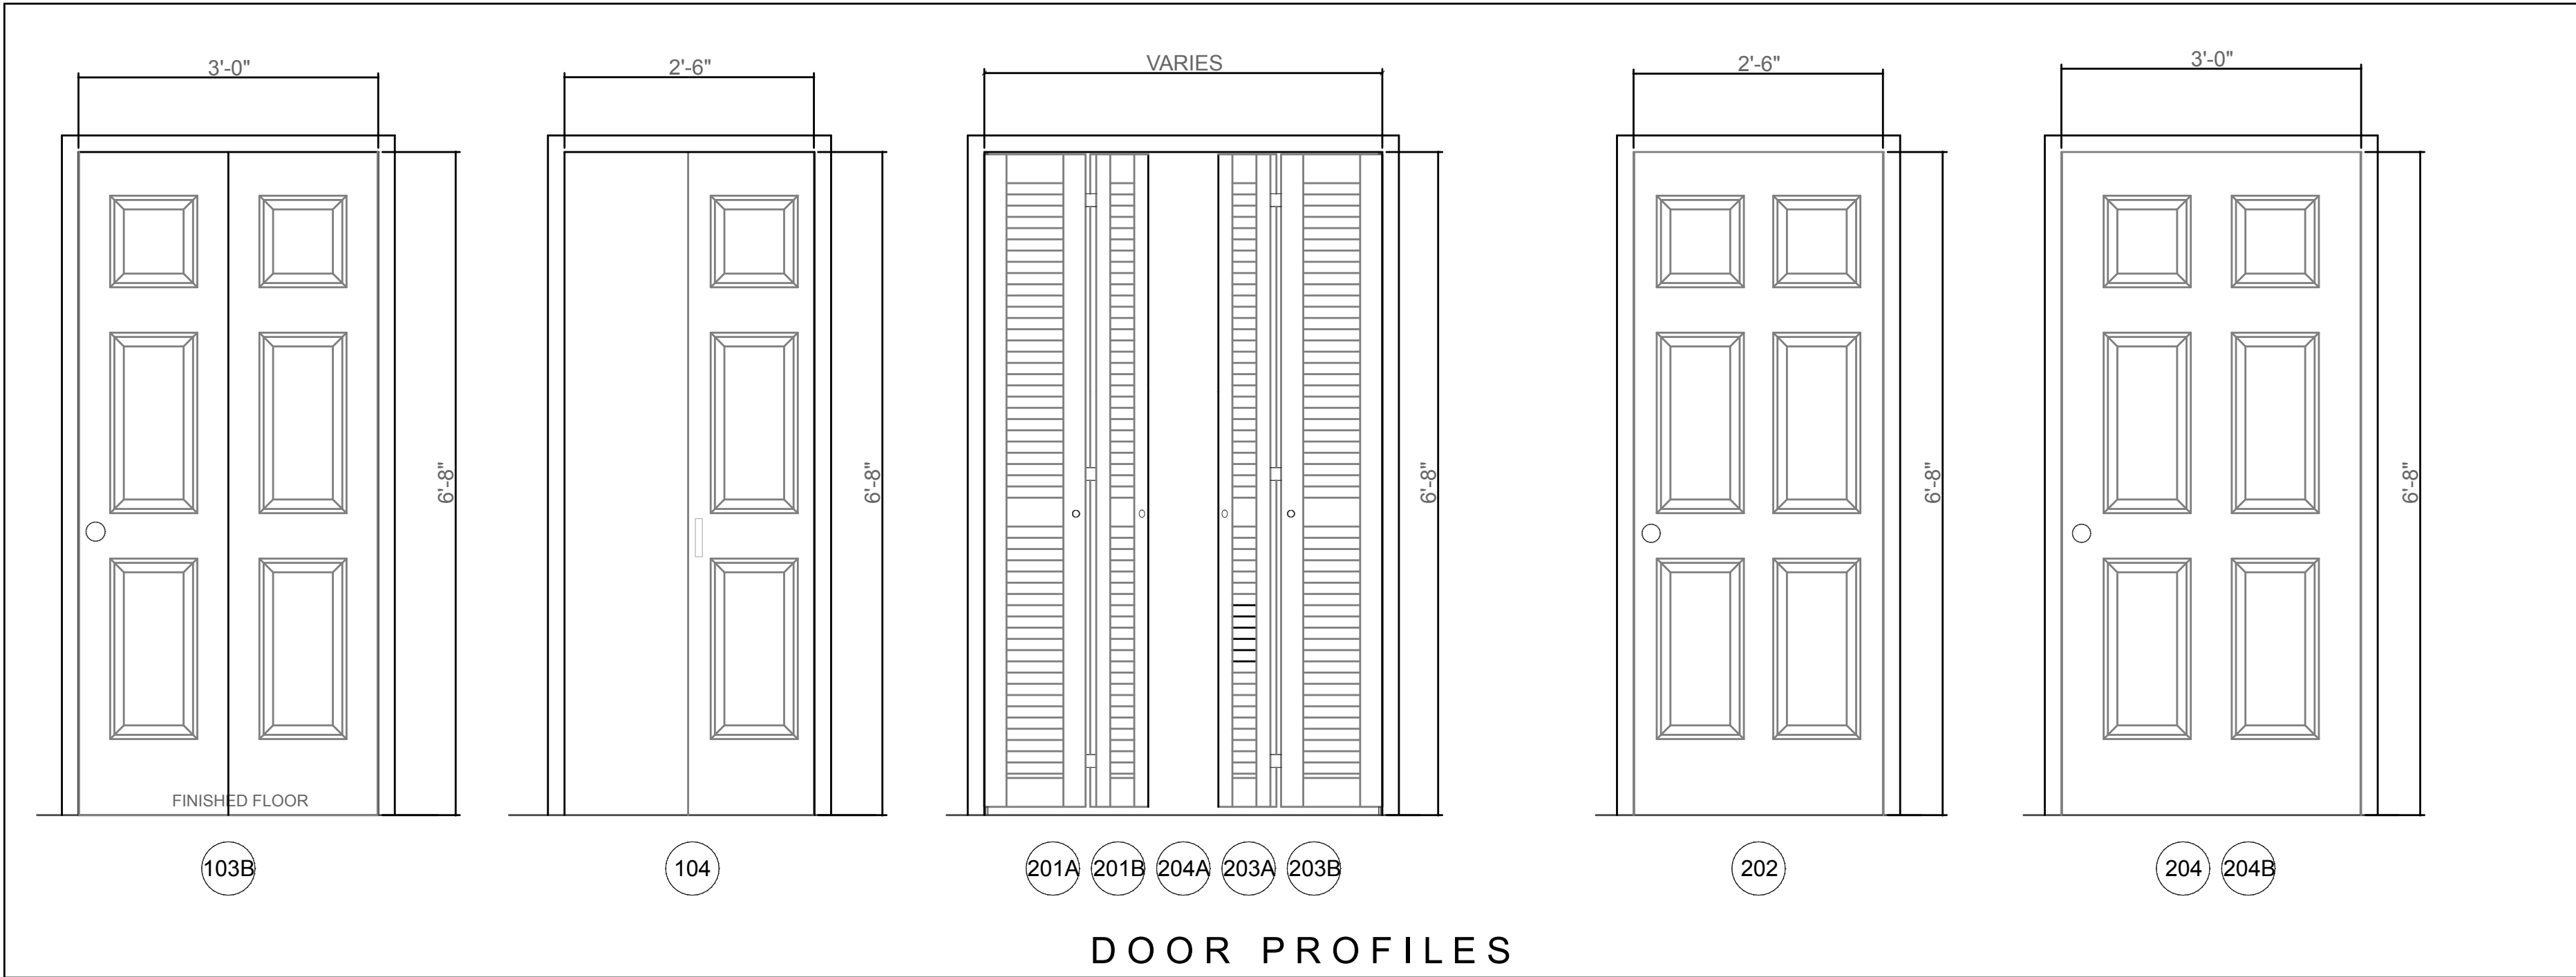 3'-0"
2'-6"
VARIES
2'-6"
3'-0"
6'-8"
6'-8"
6'-8"
6'-8"
6'-8"
FINISHED FLOOR
103B
104
201A 201B 204A 203A 203B
202
204 204B
DOOR PROFILES